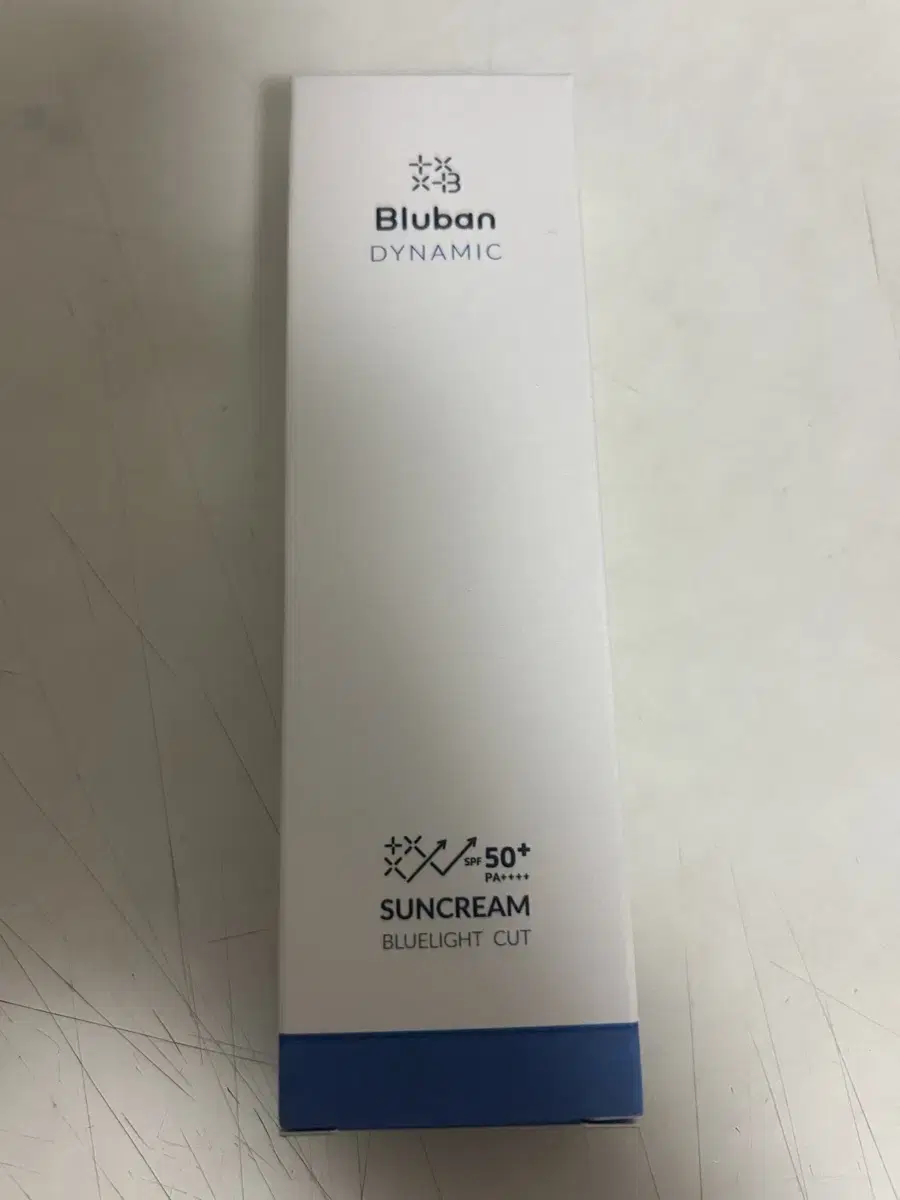 Bluban
DYNAMIC
SPF 50+
PA++++
SUNCREAM
BLUELIGHT CUT